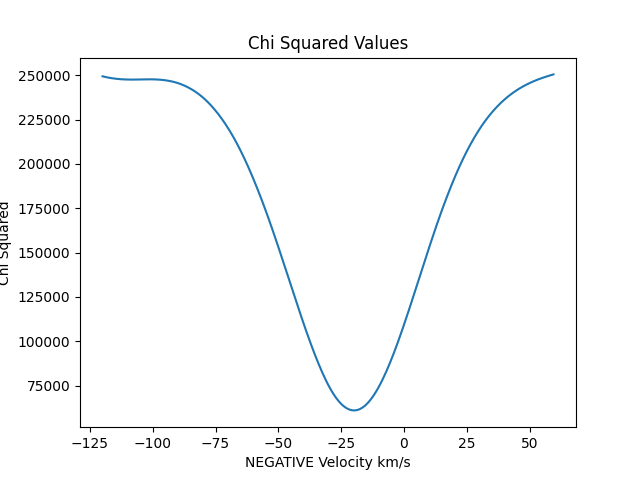 Chi Squared Values
250000
225000
200000
175000
150000
125000
100000
75000
Chi Squared
−125 −100 −75 −50 −25 0 25 50
NEGATIVE Velocity km/s